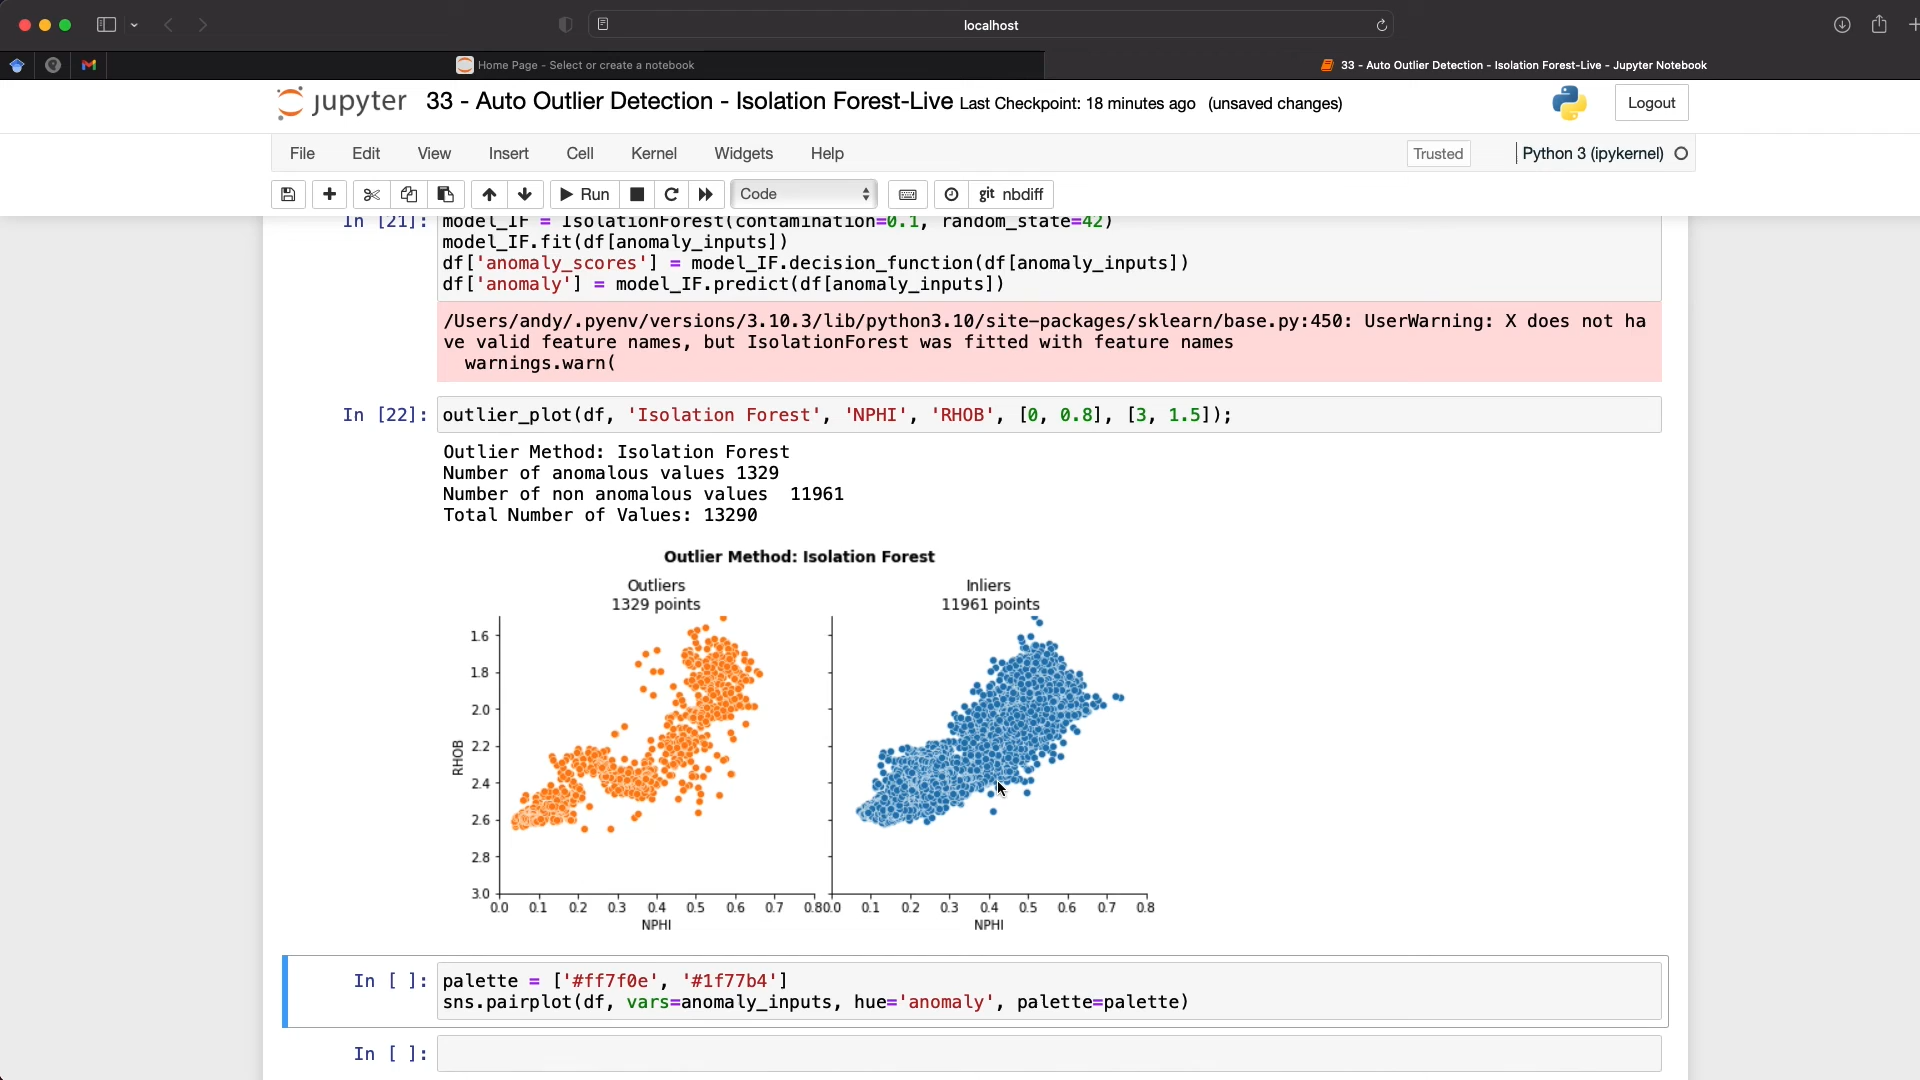 localhost
Home Page - Select or create a notebook
33 - Auto Outlier Detection - Isolation Forest-Live - Jupyter Notebook
jupyter 33 - Auto Outlier Detection - Isolation Forest-Live Last Checkpoint: 18 minutes ago (unsaved changes)
Logout
File Edit View Insert Cell Kernel Widgets Help
Trusted
Python 3 (ipykernel)
Run Code git nbdiff
In [21]: model_IF = IsolationForest(contamination=0.1, random_state=42)
model_IF.fit(df[anomaly_inputs])
df['anomaly_scores'] = model_IF.decision_function(df[anomaly_inputs])
df['anomaly'] = model_IF.predict(df[anomaly_inputs])
/Users/andy/.pyenv/versions/3.10.3/lib/python3.10/site-packages/sklearn/base.py:450: UserWarning: X does not ha
ve valid feature names, but IsolationForest was fitted with feature names
warnings.warn(
In [22]: outlier_plot(df, 'Isolation Forest', 'NPHI', 'RHOB', [0, 0.8], [3, 1.5]);
Outlier Method: Isolation Forest
Number of anomalous values 1329
Number of non anomalous values  11961
Total Number of Values: 13290
Outlier Method: Isolation Forest
Outliers
1329 points
Inliers
11961 points
RHOB
1.6
1.8
2.0
2.2
2.4
2.6
2.8
3.0
0.0 0.1 0.2 0.3 0.4 0.5 0.6 0.7 0.8
NPHI
0.0 0.1 0.2 0.3 0.4 0.5 0.6 0.7 0.8
NPHI
In [ ]: palette = ['#ff7f0e', '#1f77b4']
sns.pairplot(df, vars=anomaly_inputs, hue='anomaly', palette=palette)
In [ ]: